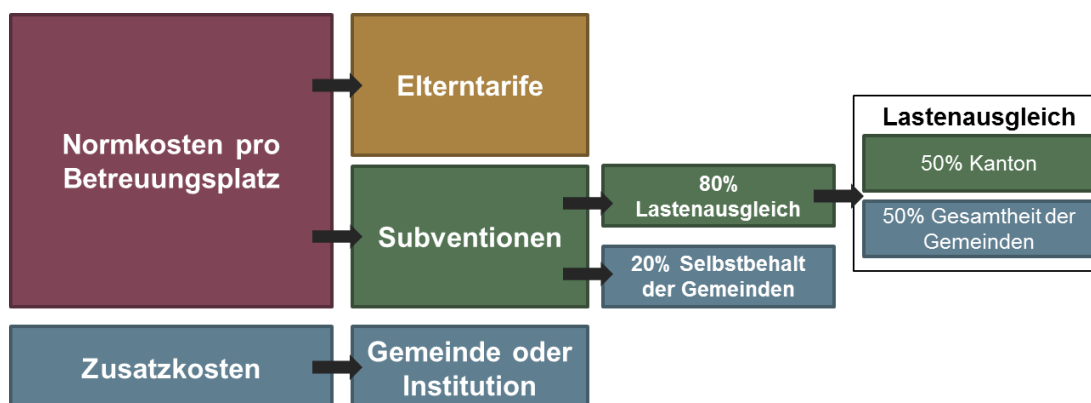 Normkosten pro
Betreuungsplatz
Elterntarife
Subventionen
80%
Lastenausgleich
20% Selbstbehalt
der Gemeinden
Lastenausgleich
50% Kanton
50% Gesamtheit der
Gemeinden
Zusatzkosten
Gemeinde oder
Institution